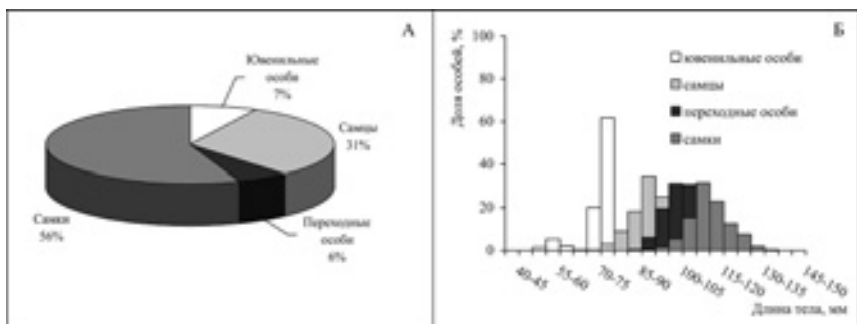 А
Ювенильные
особи
7%
Самцы
31%
Переходные
особи
6%
Самки
56%
Б
Доля особей, %
100
80
60
40
20
0
ювенильные особи
самцы
переходные особи
самки
40-45
55-60
70-75
85-90
100-105
115-120
130-135
145-150
Длина тела, мм